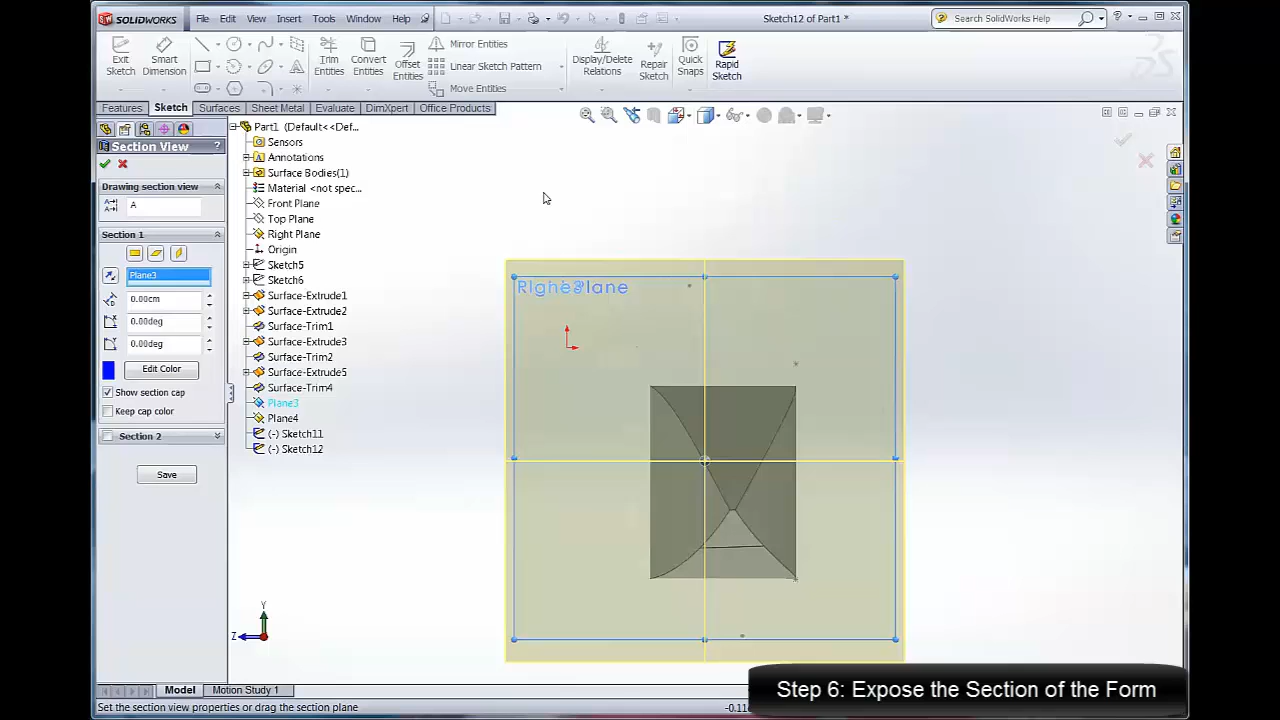 SOLIDWORKS
File Edit View Insert Tools Window Help
Sketch12 of Part1 *
Search SolidWorks Help
Exit Sketch
Smart Dimension
Trim Entities
Convert Entities
Offset Entities
Mirror Entities
Linear Sketch Pattern
Move Entities
Display/Delete Relations
Repair Sketch
Quick Snaps
Rapid Sketch
Features Sketch Surfaces Sheet Metal Evaluate DimXpert Office Products
Section View ?
Drawing section view
A
Section 1
Plane3
0.00cm
0.00deg
0.00deg
Edit Color
Show section cap
Keep cap color
Section 2
Save
Part1 (Default<<Def...
Sensors
Annotations
Surface Bodies(1)
Material <not spec...
Front Plane
Top Plane
Right Plane
Origin
Sketch5
Sketch6
Surface-Extrude1
Surface-Extrude2
Surface-Trim1
Surface-Extrude3
Surface-Trim2
Surface-Extrude5
Surface-Trim4
Plane3
Plane4
(-) Sketch11
(-) Sketch12
Y
Z
Model Motion Study 1
Set the section view properties or drag the section plane
Step 6: Expose the Section of the Form